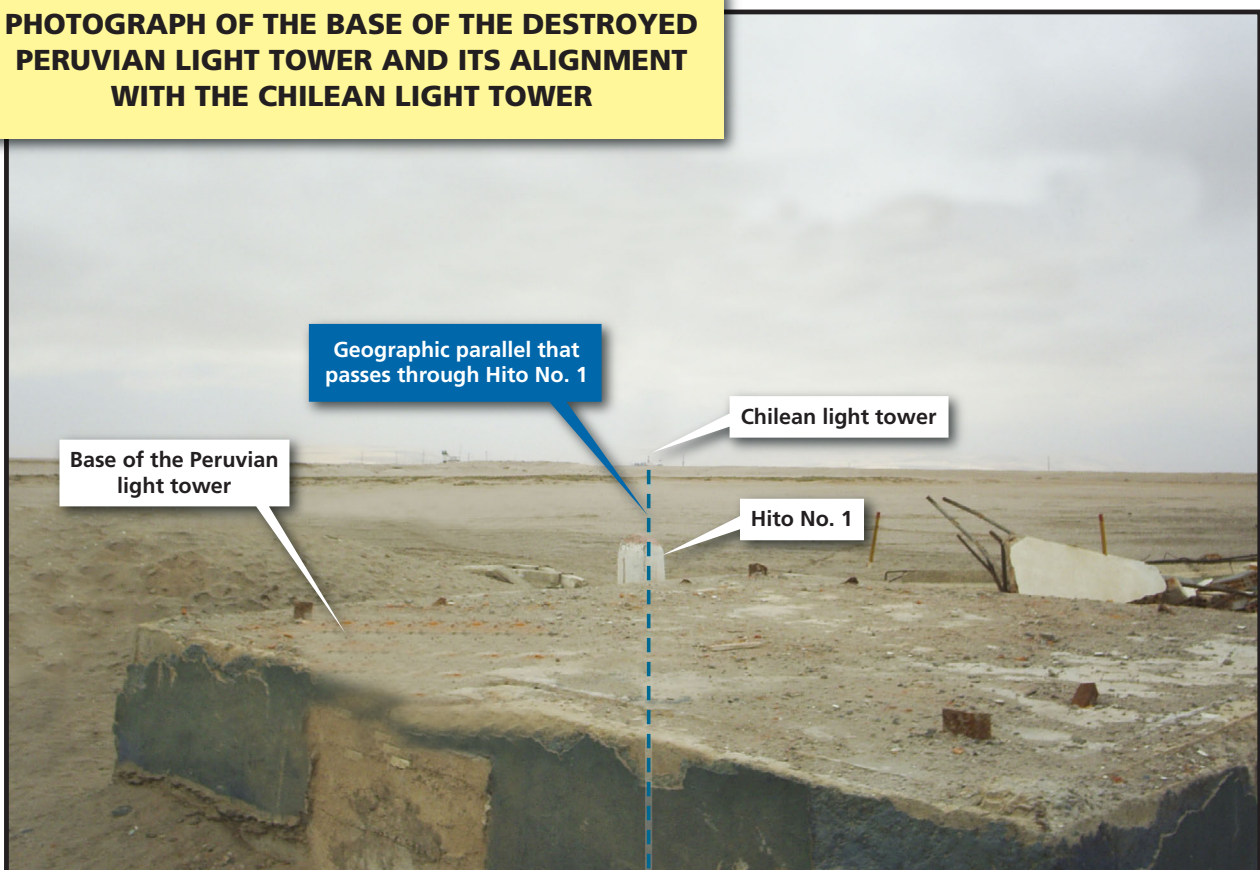 PHOTOGRAPH OF THE BASE OF THE DESTROYED
PERUVIAN LIGHT TOWER AND ITS ALIGNMENT
WITH THE CHILEAN LIGHT TOWER
Geographic parallel that
passes through Hito No. 1
Chilean light tower
Base of the Peruvian
light tower
Hito No. 1